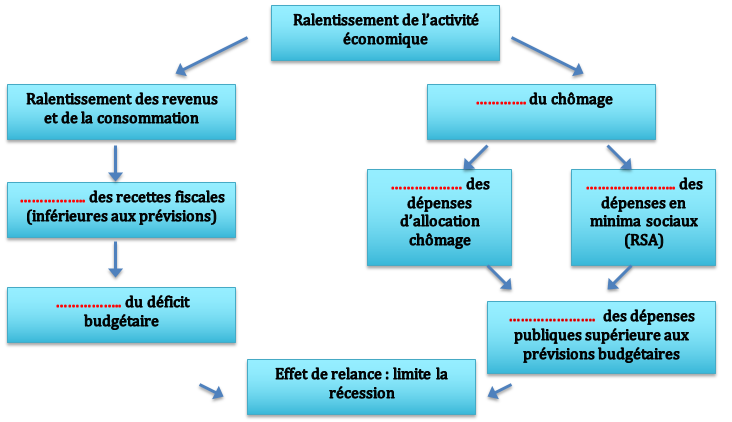 Ralentissement de l’activité
économique
Ralentissement des revenus
et de la consommation
…………. du chômage
…………….. des recettes fiscales
(inférieures aux prévisions)
……………… des
dépenses
d’allocation
chômage
………………….. des
dépenses en
minima sociaux
(RSA)
…………….. du déficit
budgétaire
…………………. des dépenses
publiques supérieure aux
prévisions budgétaires
Effet de relance : limite la
récession